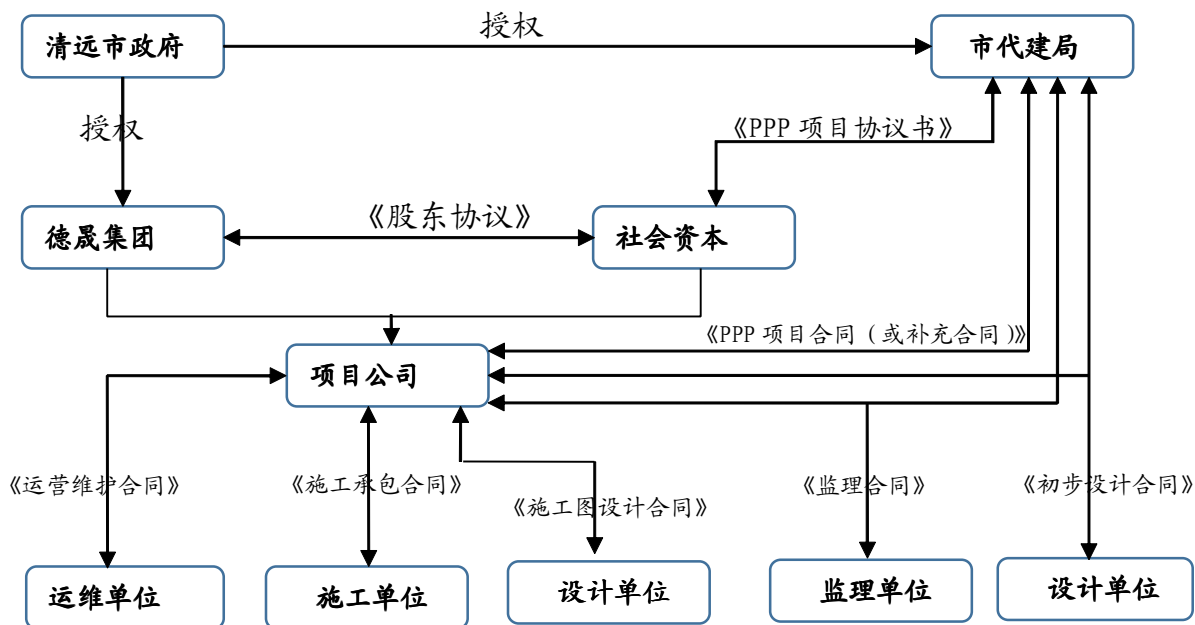 清远市政府
授权
市代建局
授权
《PPP 项目协议书》
德晟集团
《股东协议》
社会资本
《PPP 项目合同（或补充合同）》
项目公司
《运营维护合同》
《施工承包合同》
《施工图设计合同》
《监理合同》
《初步设计合同》
运维单位
施工单位
设计单位
监理单位
设计单位